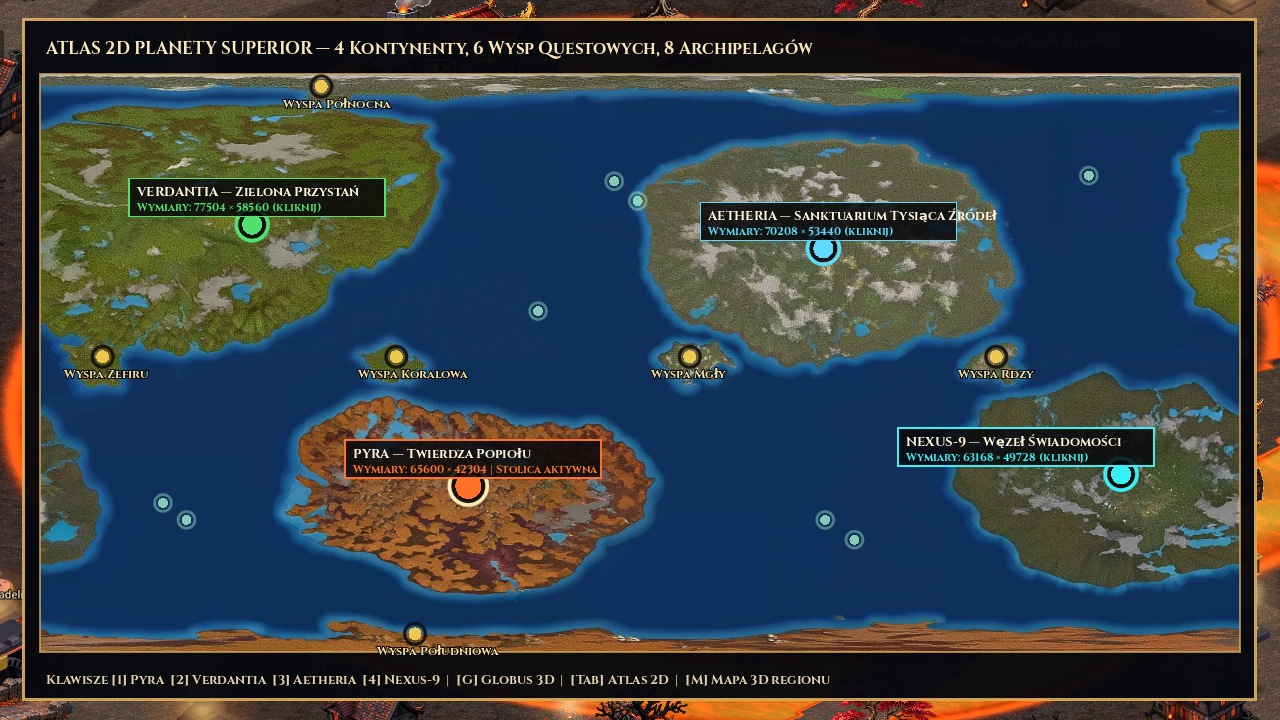 ATLAS 2D PLANETY SUPERIOR — 4 Kontynenty, 6 Wysp Questowych, 8 Archipelagów
Wyspa Północna
VERDANTIA — Zielona Przystań
Wymiary: 77504 × 58560 (kliknij)
AETHERIA — Sanktuarium Tysiąca Źródeł
Wymiary: 70208 × 53440 (kliknij)
Wyspa Zefiru
Wyspa Koralowa
Wyspa Mgły
Wyspa Rdzy
NEXUS-9 — Węzeł Świadomości
Wymiary: 63168 × 49728 (kliknij)
PYRA — Twierdza Popiołu
Wymiary: 65600 × 42304 | Stolica aktywna
Wyspa Południowa
Klawisze [1] Pyra [2] Verdantia [3] Aetheria [4] Nexus-9 | [G] Globus 3D | [Tab] Atlas 2D | [M] Mapa 3D regionu